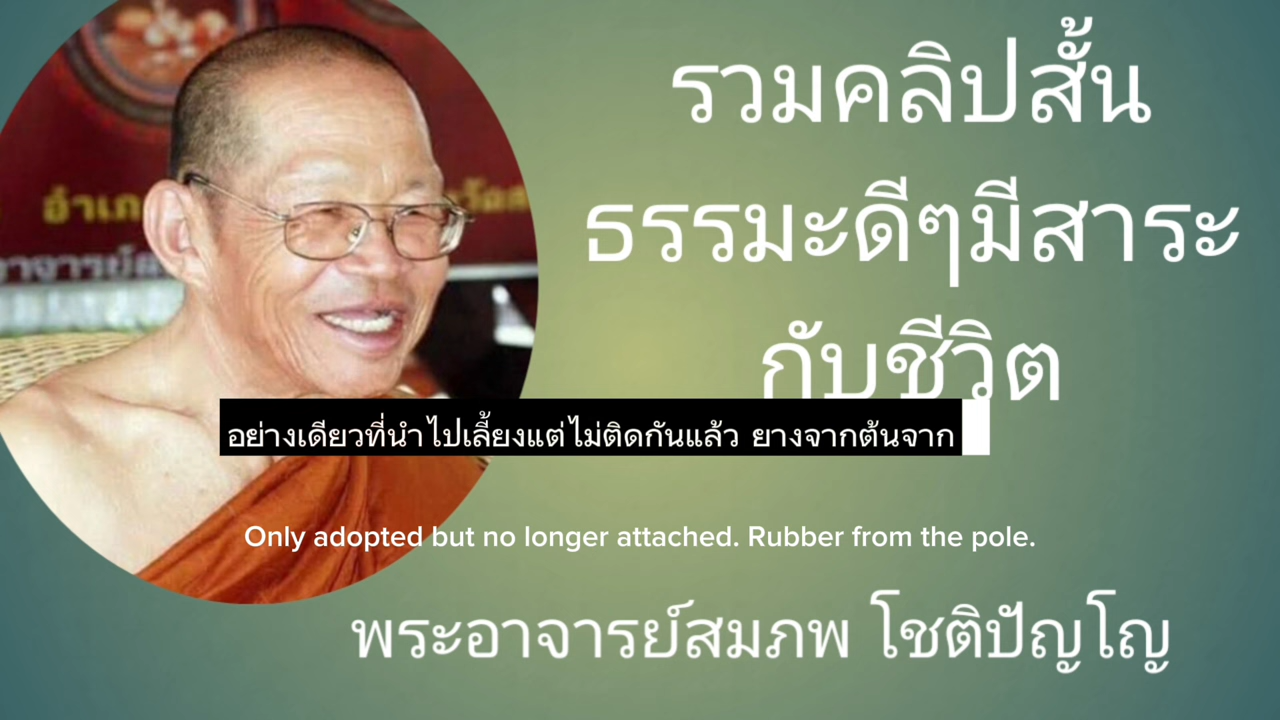 รวมคลิปสั้น
ธรรมะดีๆมีสาระ
กับชีวิต
อย่างเดียวที่นำไปเลี้ยงแต่ไม่ติดกันแล้ว ยางจากต้นจาก
Only adopted but no longer attached. Rubber from the pole.
พระอาจารย์สมภพ โชติปัญโญ